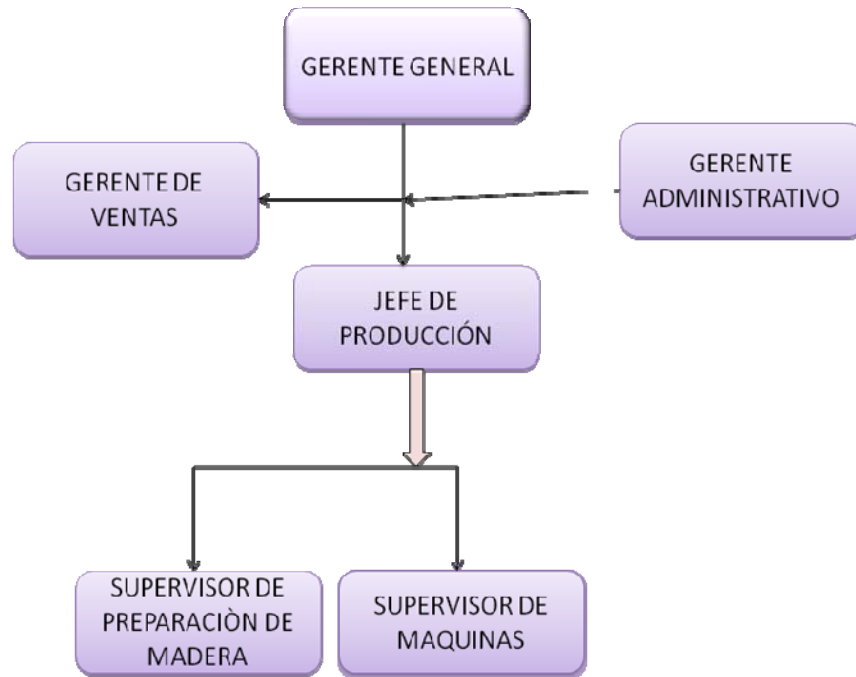 GERENTE GENERAL
GERENTE DE
VENTAS
GERENTE
ADMINISTRATIVO
JEFE DE
PRODUCCIÓN
SUPERVISOR DE
PREPARACIÒN DE
MADERA
SUPERVISOR DE
MAQUINAS